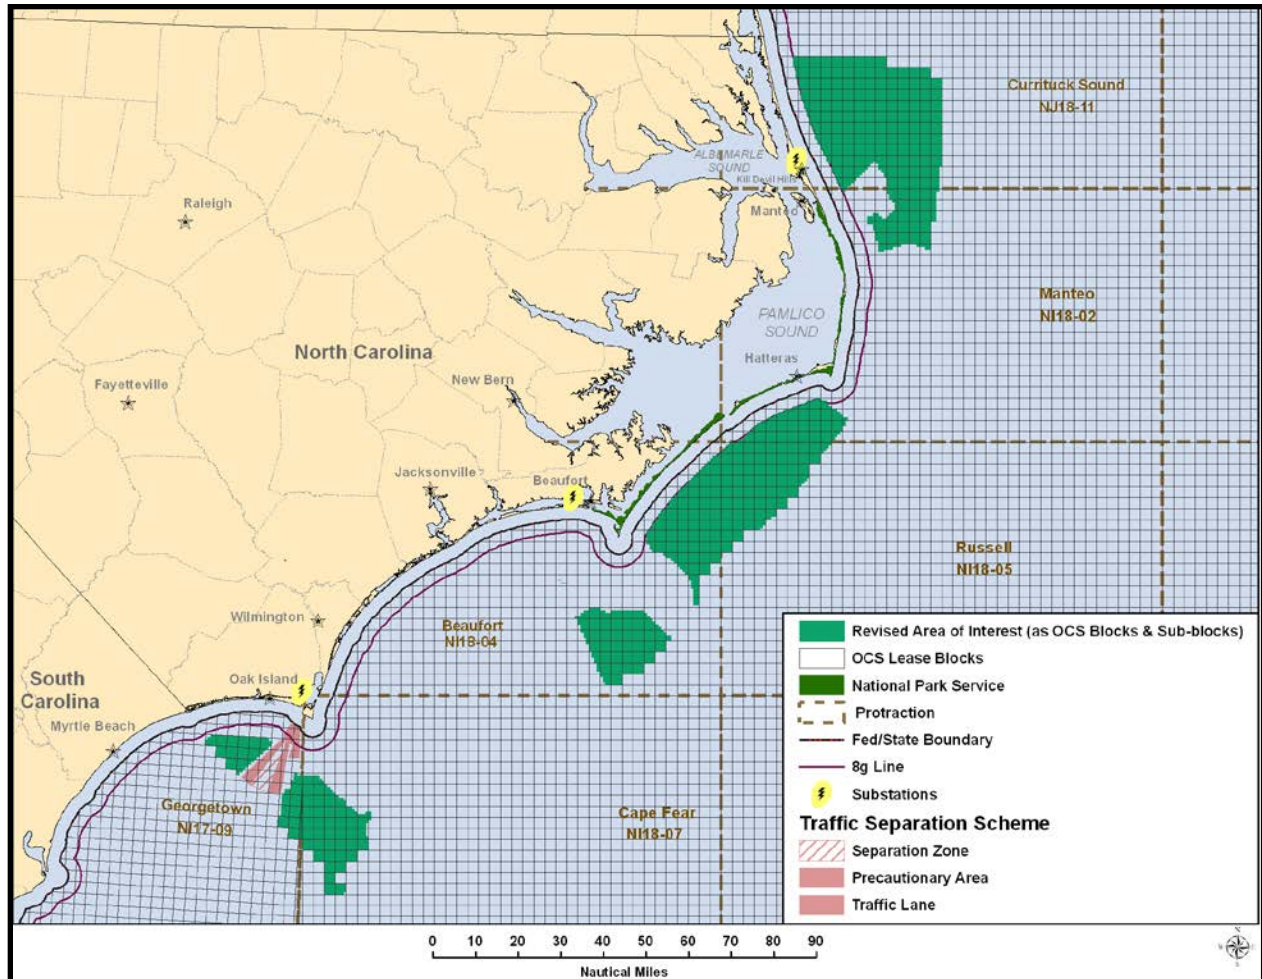 Currituck Sound
NJ18-11
ALBEMARLE
SOUND
Kill Devil Hills
Raleigh
Manteo
Manteo
NI18-02
PAMLICO
SOUND
North Carolina
Hatteras
Fayetteville
New Bern
Jacksonville
Beaufort
Russell
NI18-05
Wilmington
Beaufort
NI18-04
South
Carolina
Oak Island
Myrtle Beach
Georgetown
NI17-09
Cape Fear
NI18-07
Revised Area of Interest (as OCS Blocks & Sub-blocks)
OCS Lease Blocks
National Park Service
Protraction
Fed/State Boundary
8g Line
Substations
Traffic Separation Scheme
Separation Zone
Precautionary Area
Traffic Lane
0 10 20 30 40 50 60 70 80 90
Nautical Miles